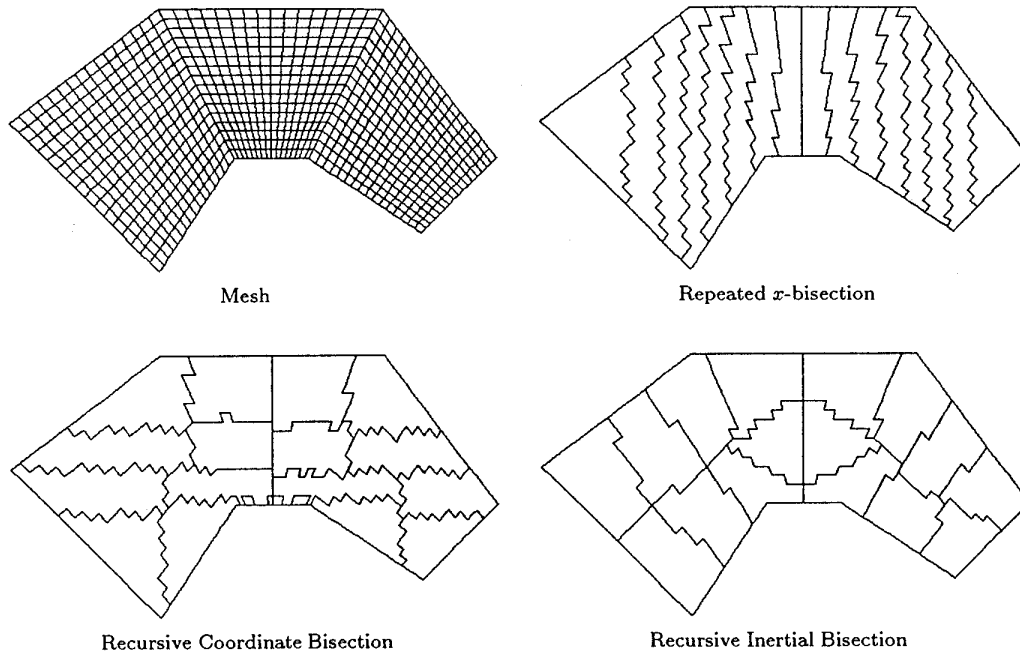 Mesh
Repeated x-bisection
Recursive Coordinate Bisection
Recursive Inertial Bisection